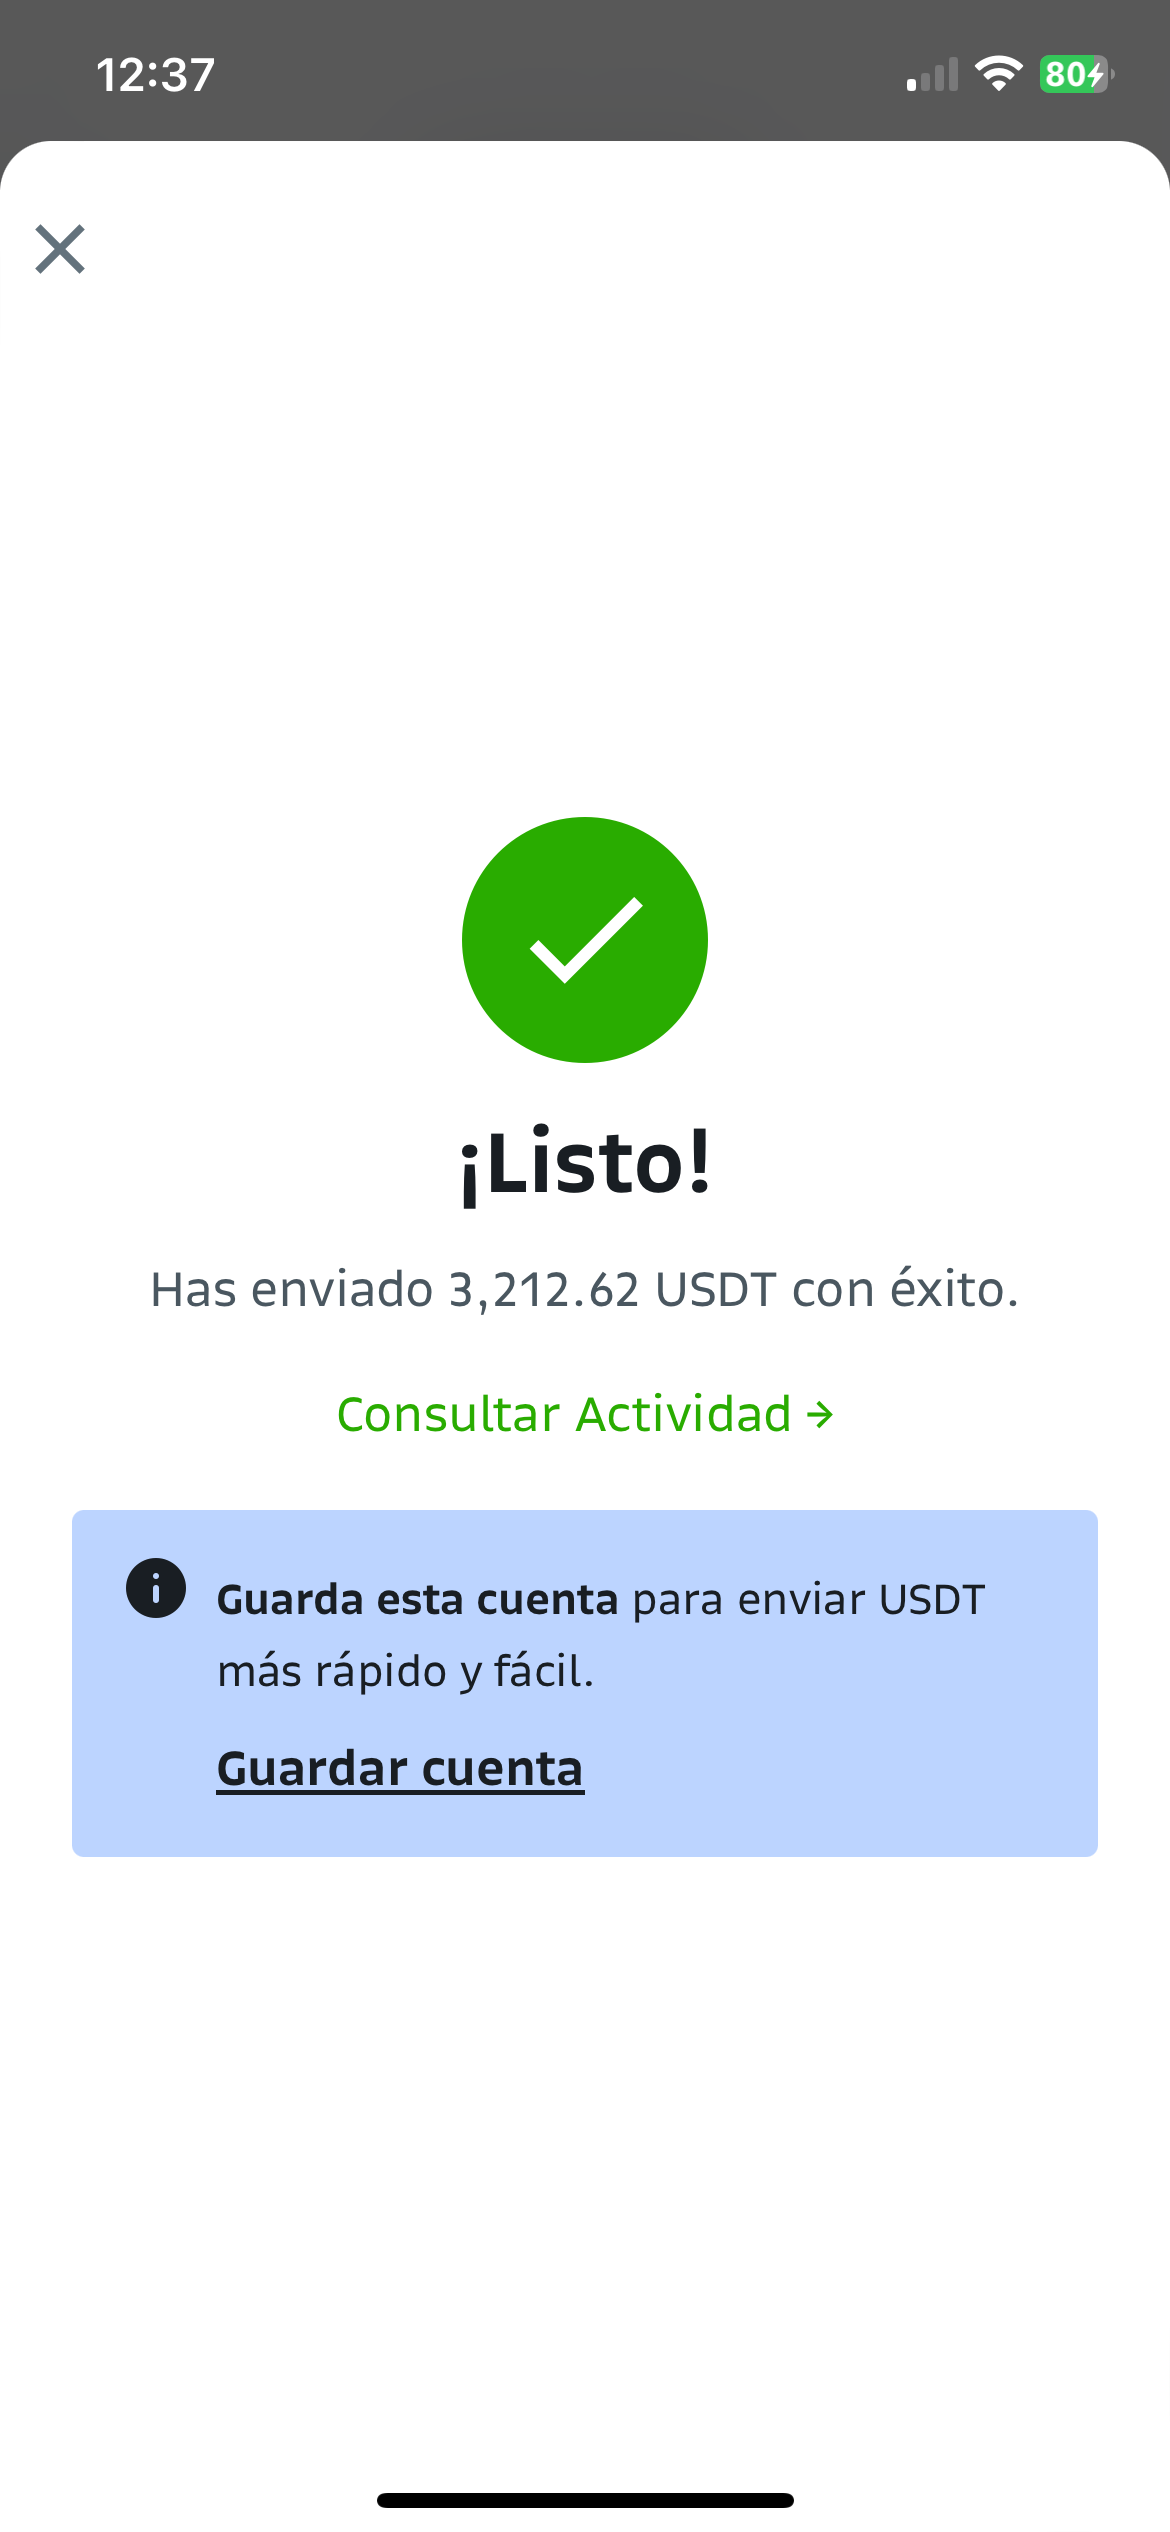 12:37
80
¡Listo!
Has enviado 3,212.62 USDT con éxito.
Consultar Actividad →
Guarda esta cuenta para enviar USDT
más rápido y fácil.
Guardar cuenta